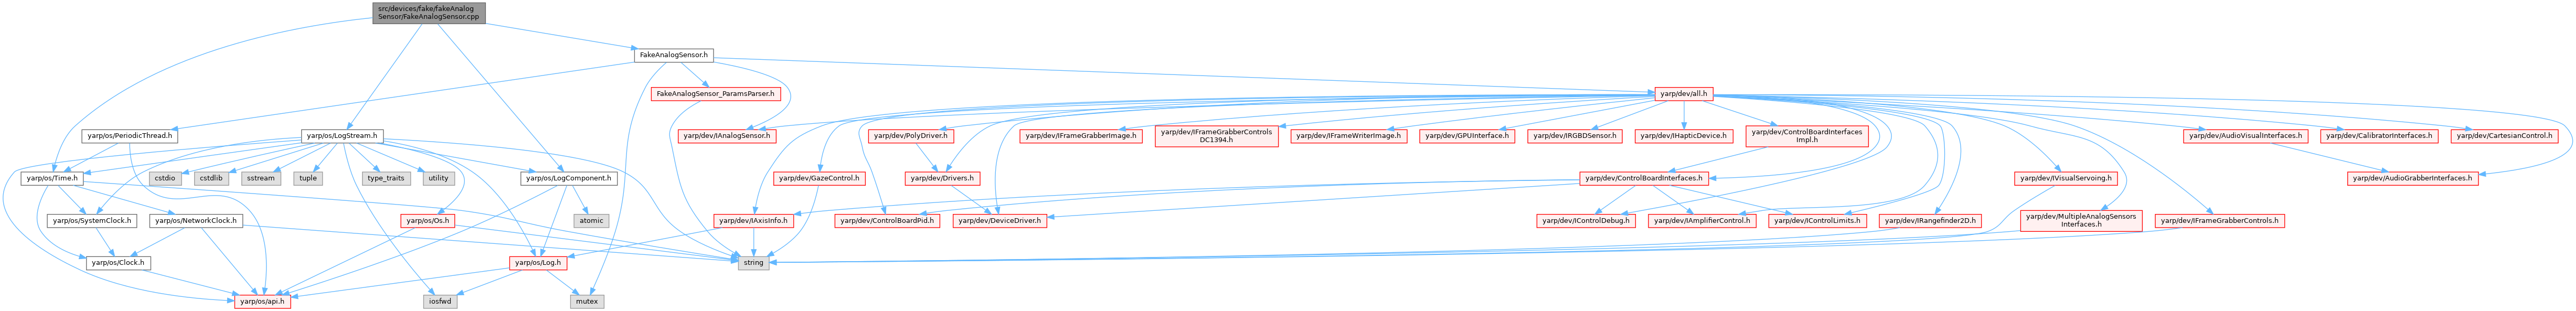 src/devices/fake/fakeAnalog
Sensor/FakeAnalogSensor.cpp
FakeAnalogSensor.h
FakeAnalogSensor_ParamsParser.h
yarp/dev/all.h
yarp/os/PeriodicThread.h
yarp/os/LogStream.h
yarp/dev/IAnalogSensor.h
yarp/dev/PolyDriver.h
yarp/dev/IFrameGrabberImage.h
yarp/dev/IFrameGrabberControls
DC1394.h
yarp/dev/IFrameWriterImage.h
yarp/dev/GPUInterface.h
yarp/dev/IRGBDSensor.h
yarp/dev/IHapticDevice.h
yarp/dev/ControlBoardInterfaces
Impl.h
yarp/dev/AudioVisualInterfaces.h
yarp/dev/CalibratorInterfaces.h
yarp/dev/CartesianControl.h
yarp/os/Time.h
cstdio
cstdlib
sstream
tuple
type_traits
utility
yarp/os/LogComponent.h
yarp/dev/GazeControl.h
yarp/dev/Drivers.h
yarp/dev/ControlBoardInterfaces.h
yarp/dev/IVisualServoing.h
yarp/dev/AudioGrabberInterfaces.h
yarp/os/SystemClock.h
yarp/os/NetworkClock.h
yarp/os/Os.h
atomic
yarp/dev/IAxisInfo.h
yarp/dev/ControlBoardPid.h
yarp/dev/DeviceDriver.h
yarp/dev/IControlDebug.h
yarp/dev/IAmplifierControl.h
yarp/dev/IControlLimits.h
yarp/dev/IRangefinder2D.h
yarp/dev/MultipleAnalogSensors
Interfaces.h
yarp/dev/IFrameGrabberControls.h
yarp/os/Clock.h
yarp/os/Log.h
string
yarp/os/api.h
iosfwd
mutex